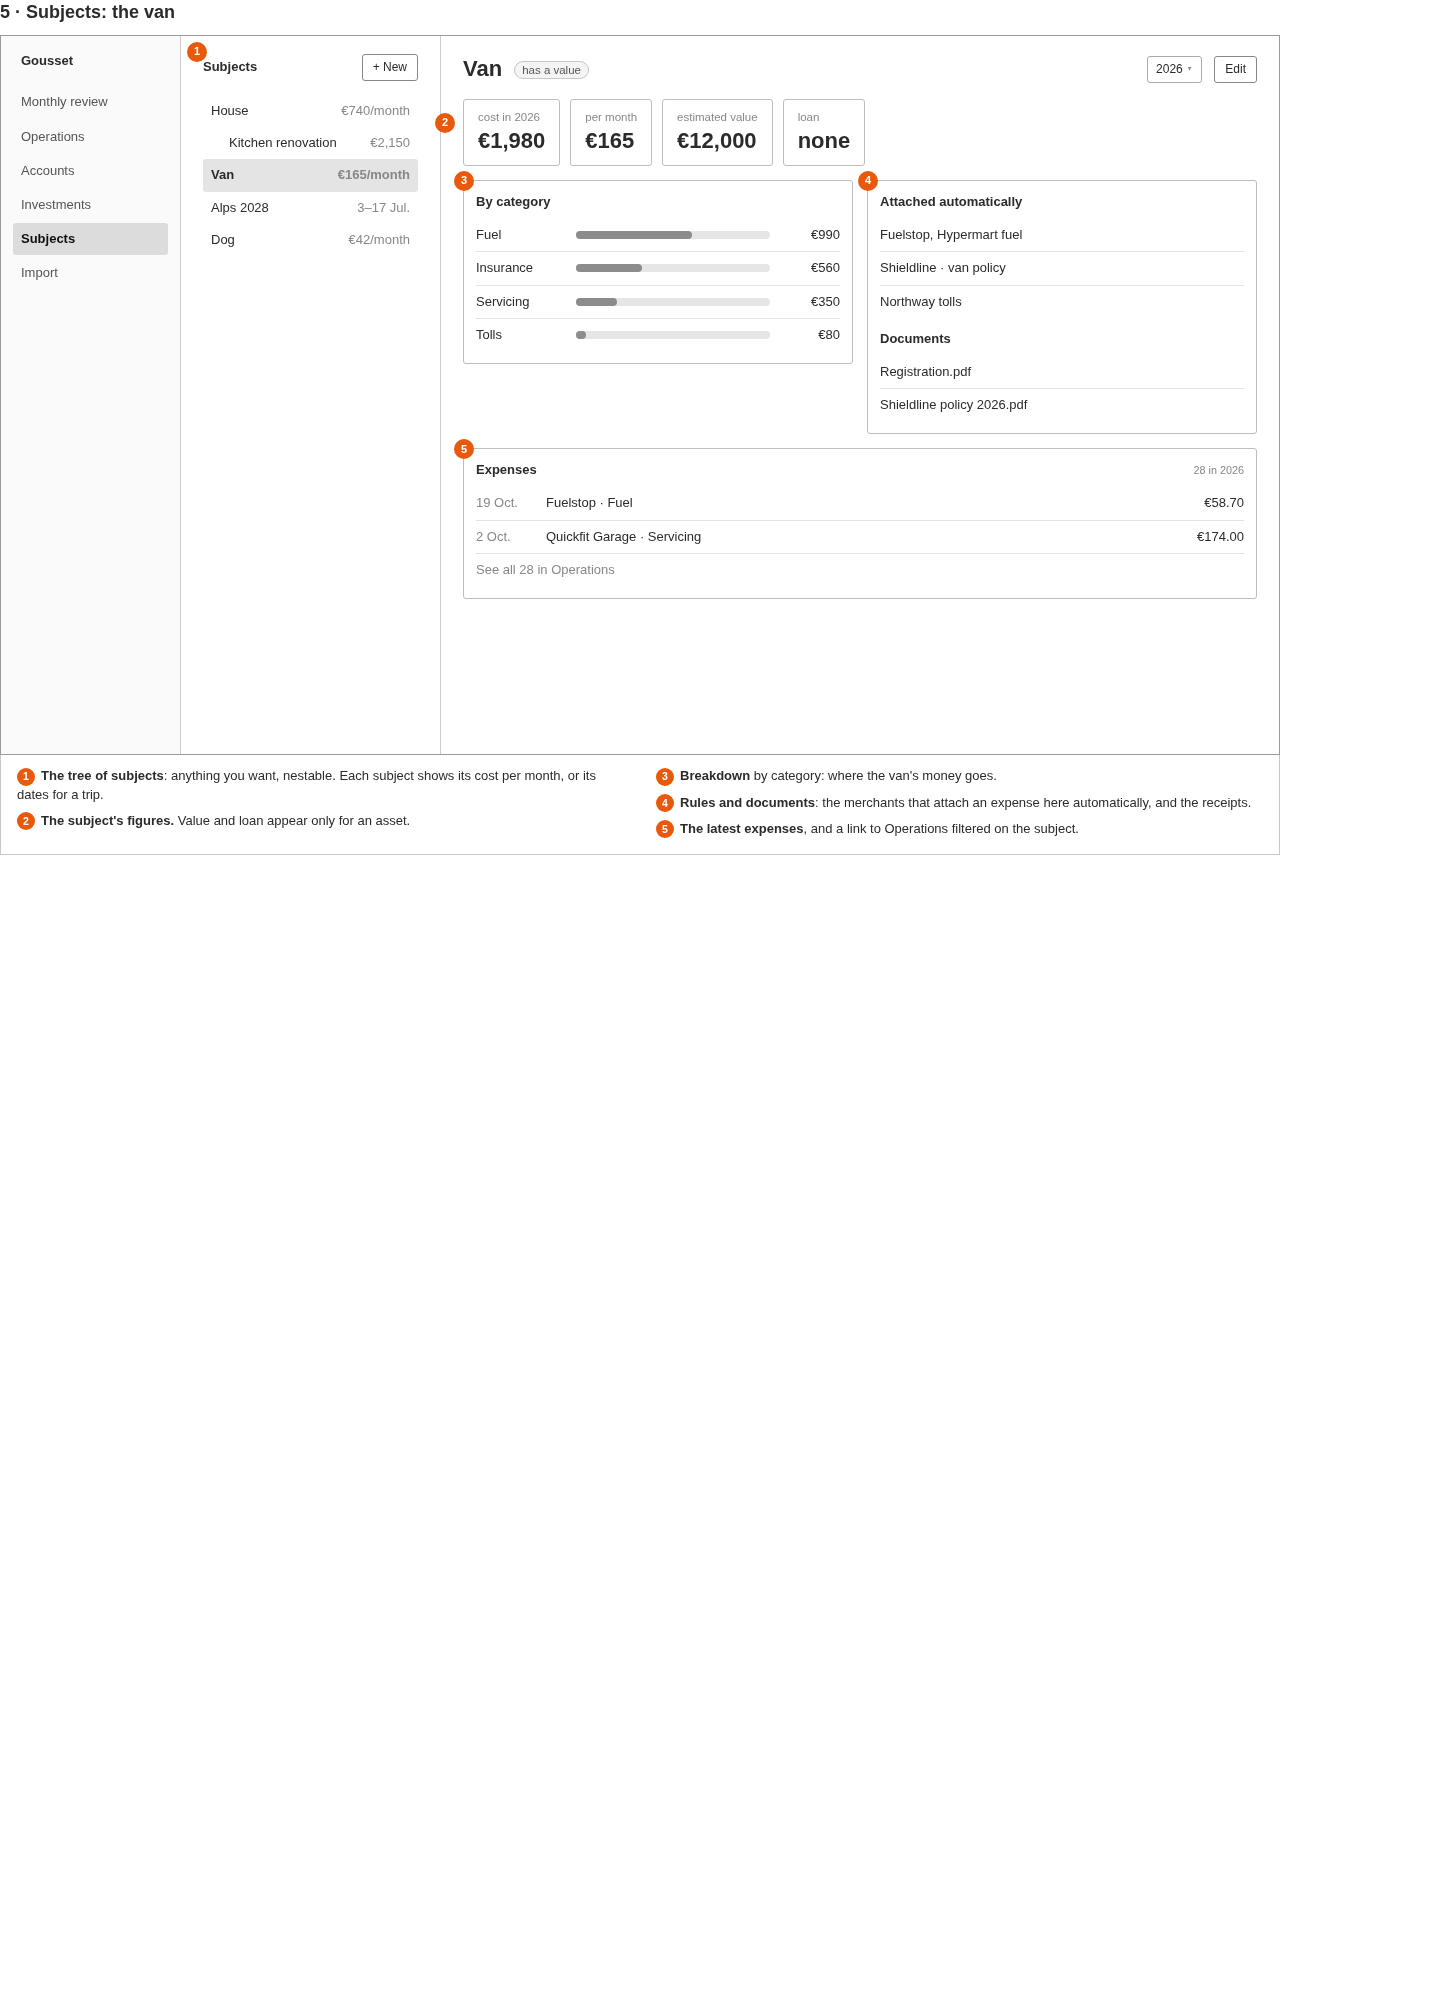 5 · Subjects: the van
Gousset
Monthly review
Operations
Accounts
Investments
Subjects
Import
1
Subjects
+ New
House €740/month
Kitchen renovation €2,150
Van €165/month
Alps 2028 3–17 Jul.
Dog €42/month
Van has a value
2026 ▾
Edit
2
cost in 2026
€1,980
per month
€165
estimated value
€12,000
loan
none
3
By category
Fuel €990
Insurance €560
Servicing €350
Tolls €80
4
Attached automatically
Fuelstop, Hypermart fuel
Shieldline · van policy
Northway tolls
Documents
Registration.pdf
Shieldline policy 2026.pdf
5
Expenses 28 in 2026
19 Oct. Fuelstop · Fuel €58.70
2 Oct. Quickfit Garage · Servicing €174.00
See all 28 in Operations
1 The tree of subjects: anything you want, nestable. Each subject shows its cost per month, or its
dates for a trip.
2 The subject's figures. Value and loan appear only for an asset.
3 Breakdown by category: where the van's money goes.
4 Rules and documents: the merchants that attach an expense here automatically, and the receipts.
5 The latest expenses, and a link to Operations filtered on the subject.